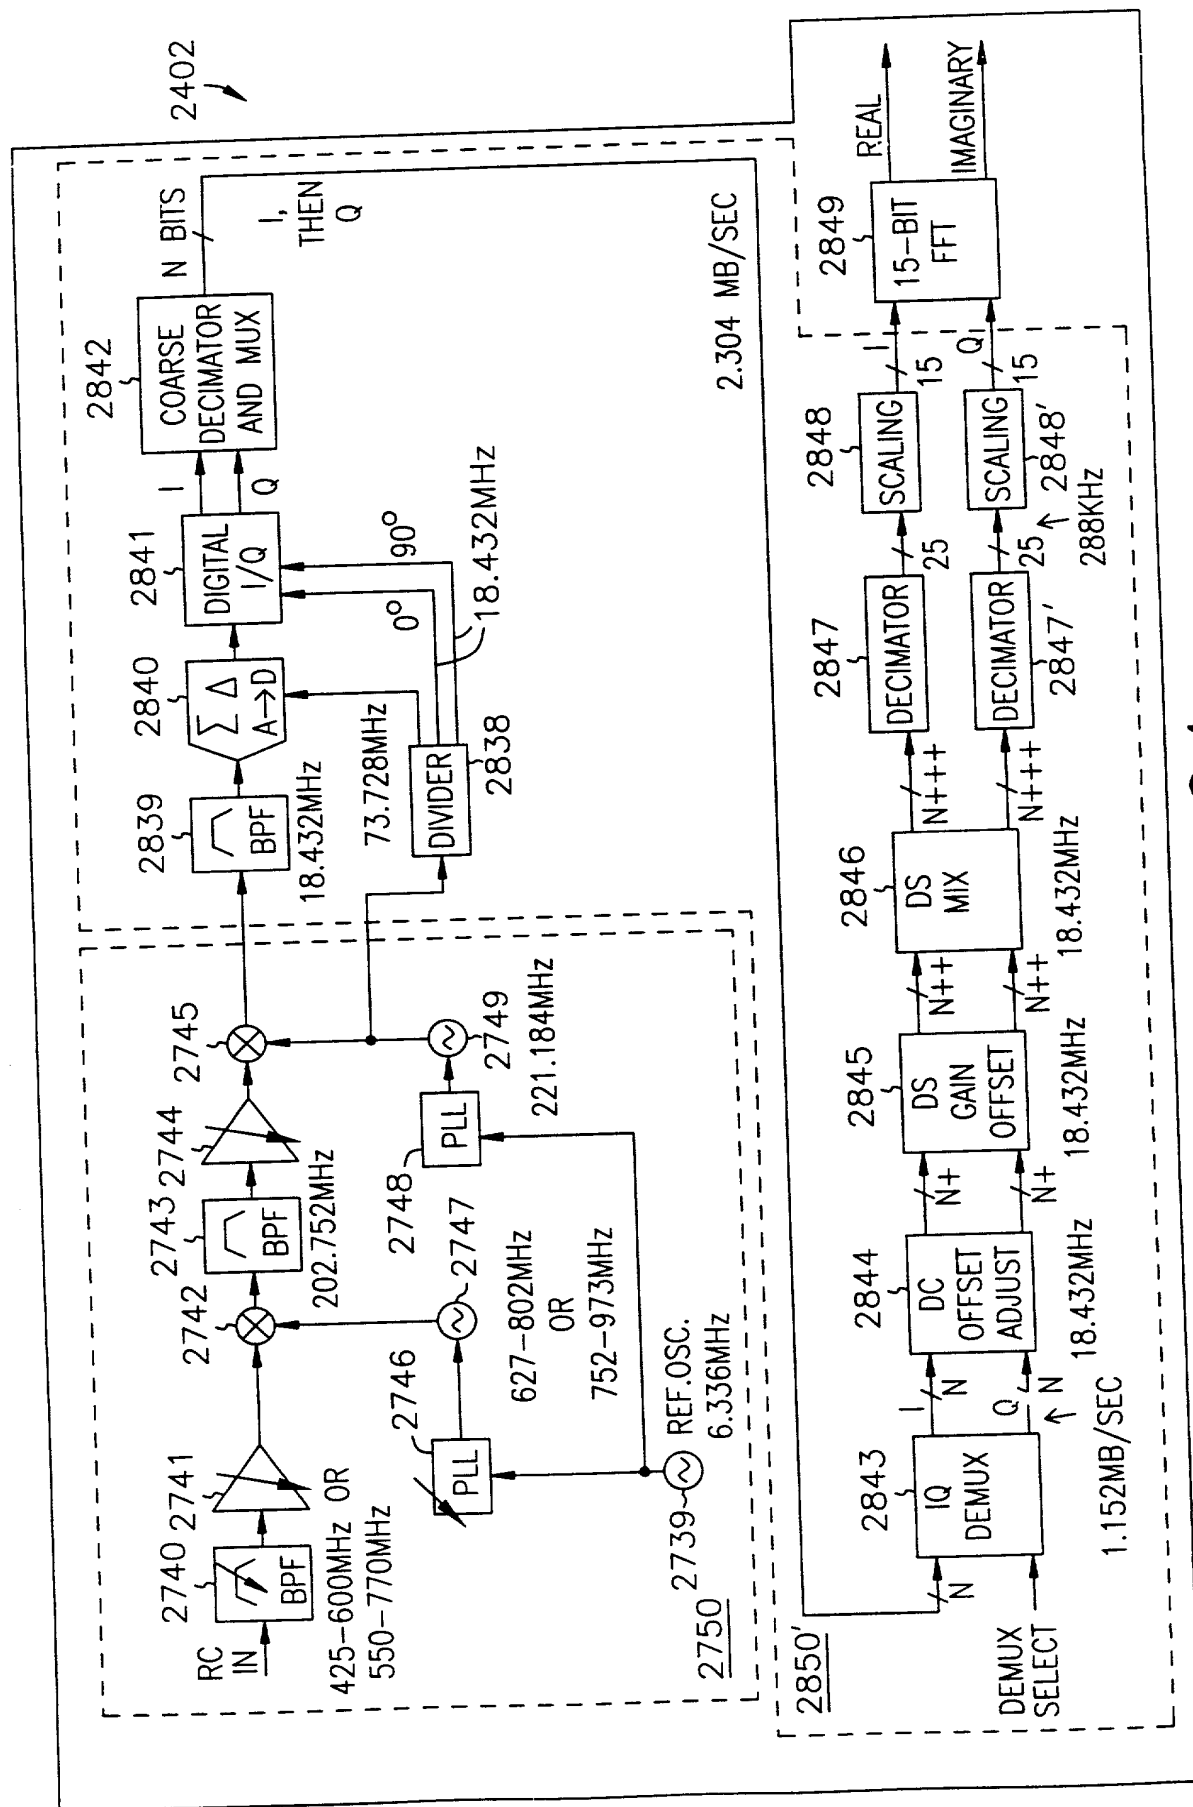 2402
2740
2741
2742
2743
2744
2745
2839
2840
2841
2842
RC
IN
BPF
BPF
BPF
Σ Δ
A→D
DIGITAL
I/Q
I
Q
COARSE
DECIMATOR
AND MUX
N BITS
I,
THEN
Q
425-600MHz OR
550-770MHz
202.752MHz
18.432MHz
73.728MHz
0°
90°
18.432MHz
DIVIDER
2838
2746
PLL
2747
2748
PLL
2749
221.184MHz
627-802MHz
OR
752-973MHz
2739
REF.OSC.
6.336MHz
2750
2.304 MB/SEC
2850'
2843
2844
2845
2846
2847
2848
2849
N
DEMUX
SELECT
IQ
DEMUX
I
N
Q
N
1.152MB/SEC
DC
OFFSET
ADJUST
18.432MHz
N+
N+
DS
GAIN
OFFSET
18.432MHz
N++
N++
DS
MIX
18.432MHz
N+++
N+++
DECIMATOR
DECIMATOR
2847'
25
25
288KHz
SCALING
SCALING
2848'
I
15
Q
15
15-BIT
FFT
REAL
IMAGINARY